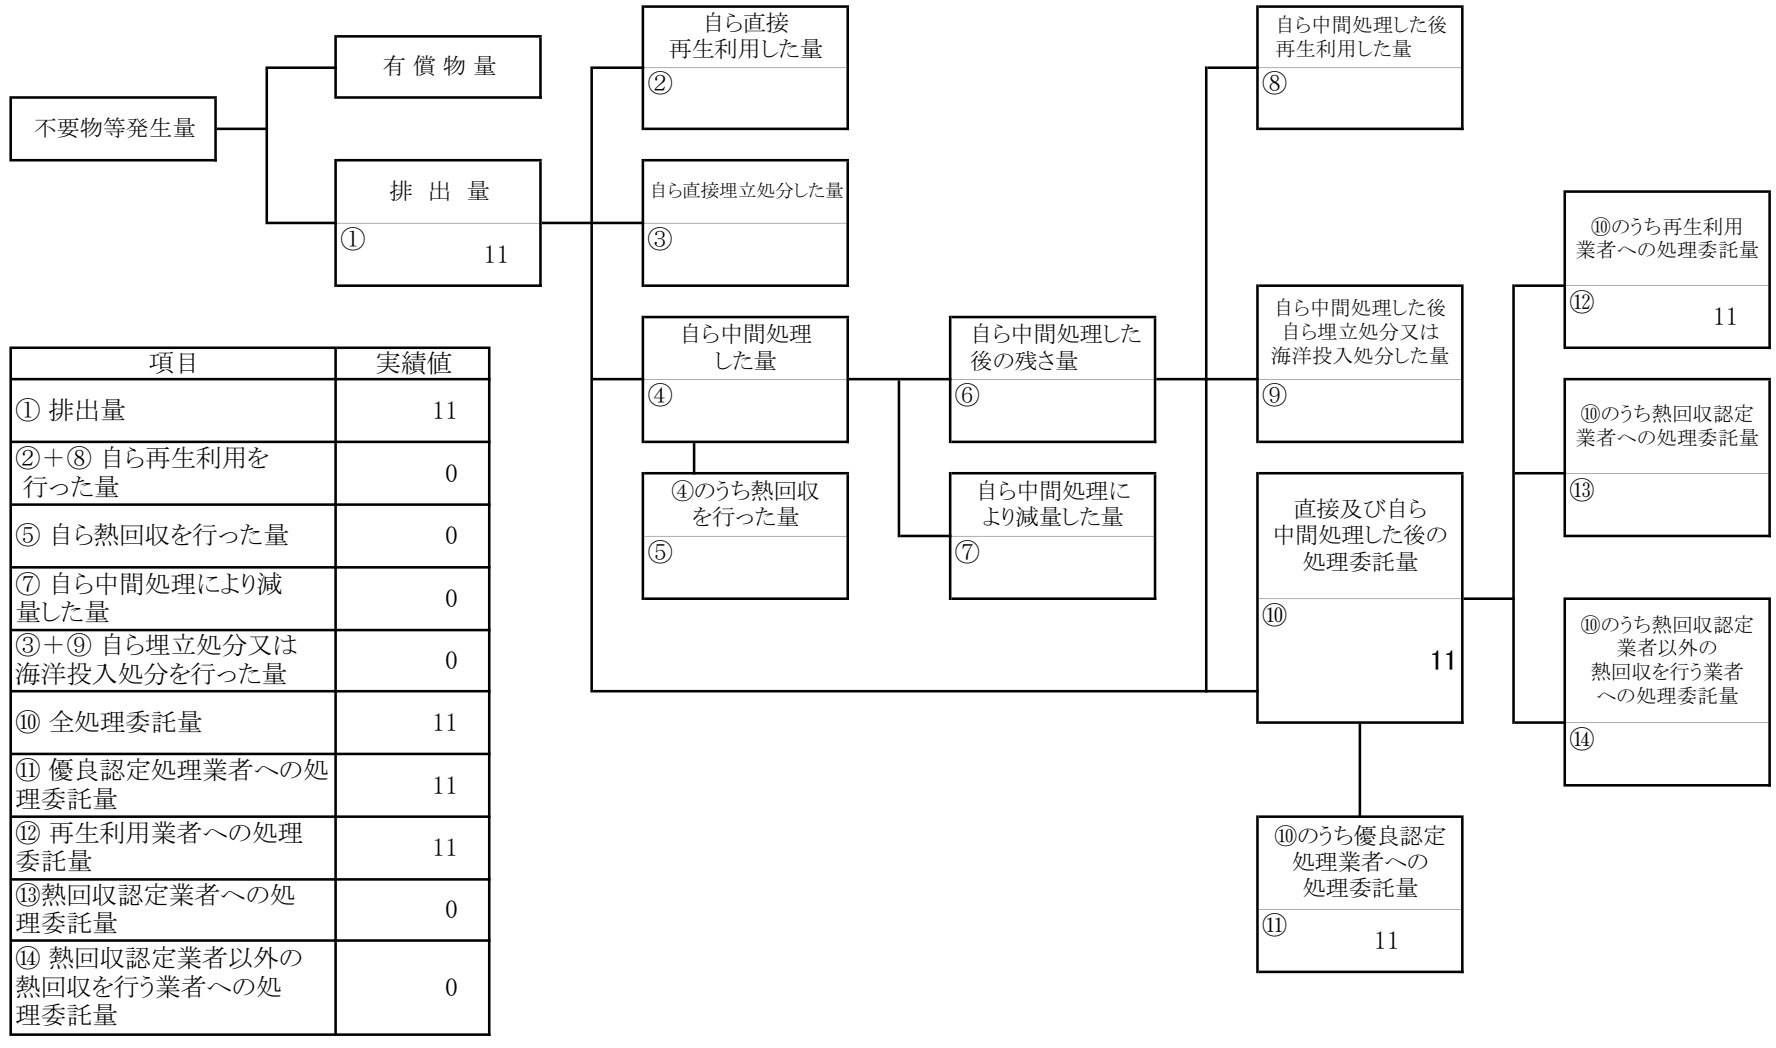 不要物等発生量
有 償 物 量
排 出 量
①
11
自ら直接
再生利用した量
②
自ら直接埋立処分した量
③
自ら中間処理
した量
④
④のうち熱回収
を行った量
⑤
自ら中間処理した
後の残さ量
⑥
自ら中間処理に
より減量した量
⑦
自ら中間処理した後
再生利用した量
⑧
自ら中間処理した後
自ら埋立処分又は
海洋投入処分した量
⑨
直接及び自ら
中間処理した後の
処理委託量
⑩
11
⑩のうち優良認定
処理業者への
処理委託量
⑪
11
⑩のうち再生利用
業者への処理委託量
⑫
11
⑩のうち熱回収認定
業者への処理委託量
⑬
⑩のうち熱回収認定
業者以外の
熱回収を行う業者
への処理委託量
⑭
項目 実績値
① 排出量 11
②＋⑧ 自ら再生利用を
行った量 0
⑤ 自ら熱回収を行った量 0
⑦ 自ら中間処理により減
量した量 0
③＋⑨ 自ら埋立処分又は
海洋投入処分を行った量 0
⑩ 全処理委託量 11
⑪ 優良認定処理業者への処
理委託量 11
⑫ 再生利用業者への処理
委託量 11
⑬熱回収認定業者への処
理委託量 0
⑭ 熱回収認定業者以外の
熱回収を行う業者への処
理委託量 0